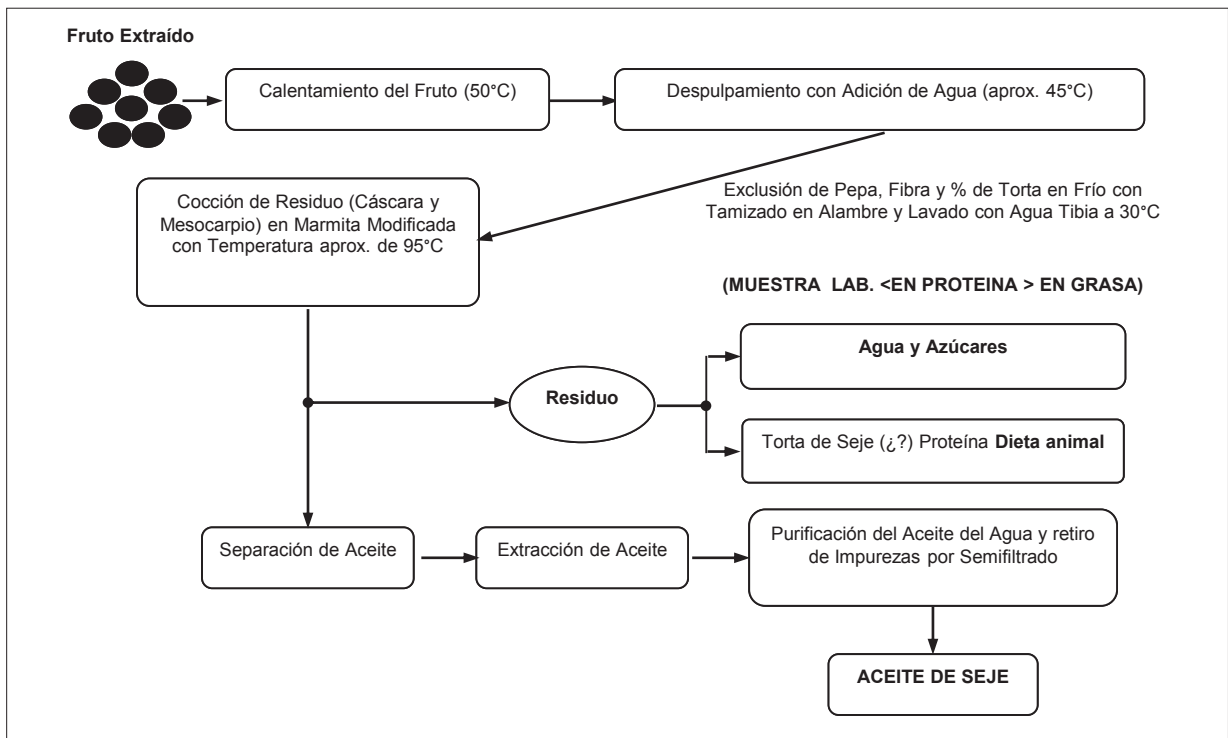 Fruto Extraído
Calentamiento del Fruto (50°C)
Despulpamiento con Adición de Agua (aprox. 45°C)
Cocción de Residuo (Cáscara y
Mesocarpio) en Marmita Modificada
con Temperatura aprox. de 95°C
Exclusión de Pepa, Fibra y % de Torta en Frío con
Tamizado en Alambre y Lavado con Agua Tibia a 30°C
(MUESTRA LAB. <EN PROTEINA > EN GRASA)
Agua y Azúcares
Residuo
Torta de Seje (¿?) Proteína Dieta animal
Separación de Aceite
Extracción de Aceite
Purificación del Aceite del Agua y retiro
de Impurezas por Semifiltrado
ACEITE DE SEJE